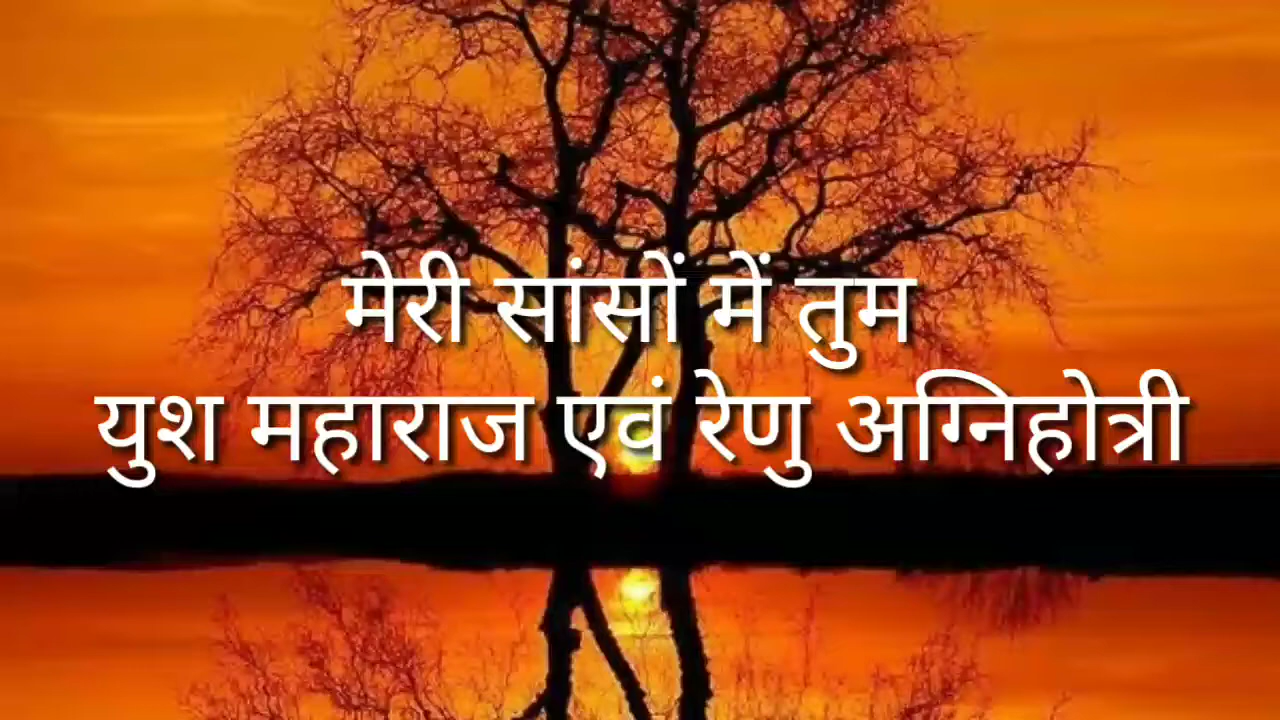 मेरी सांसों में तुम
युश महाराज एवं रेणु अग्निहोत्री